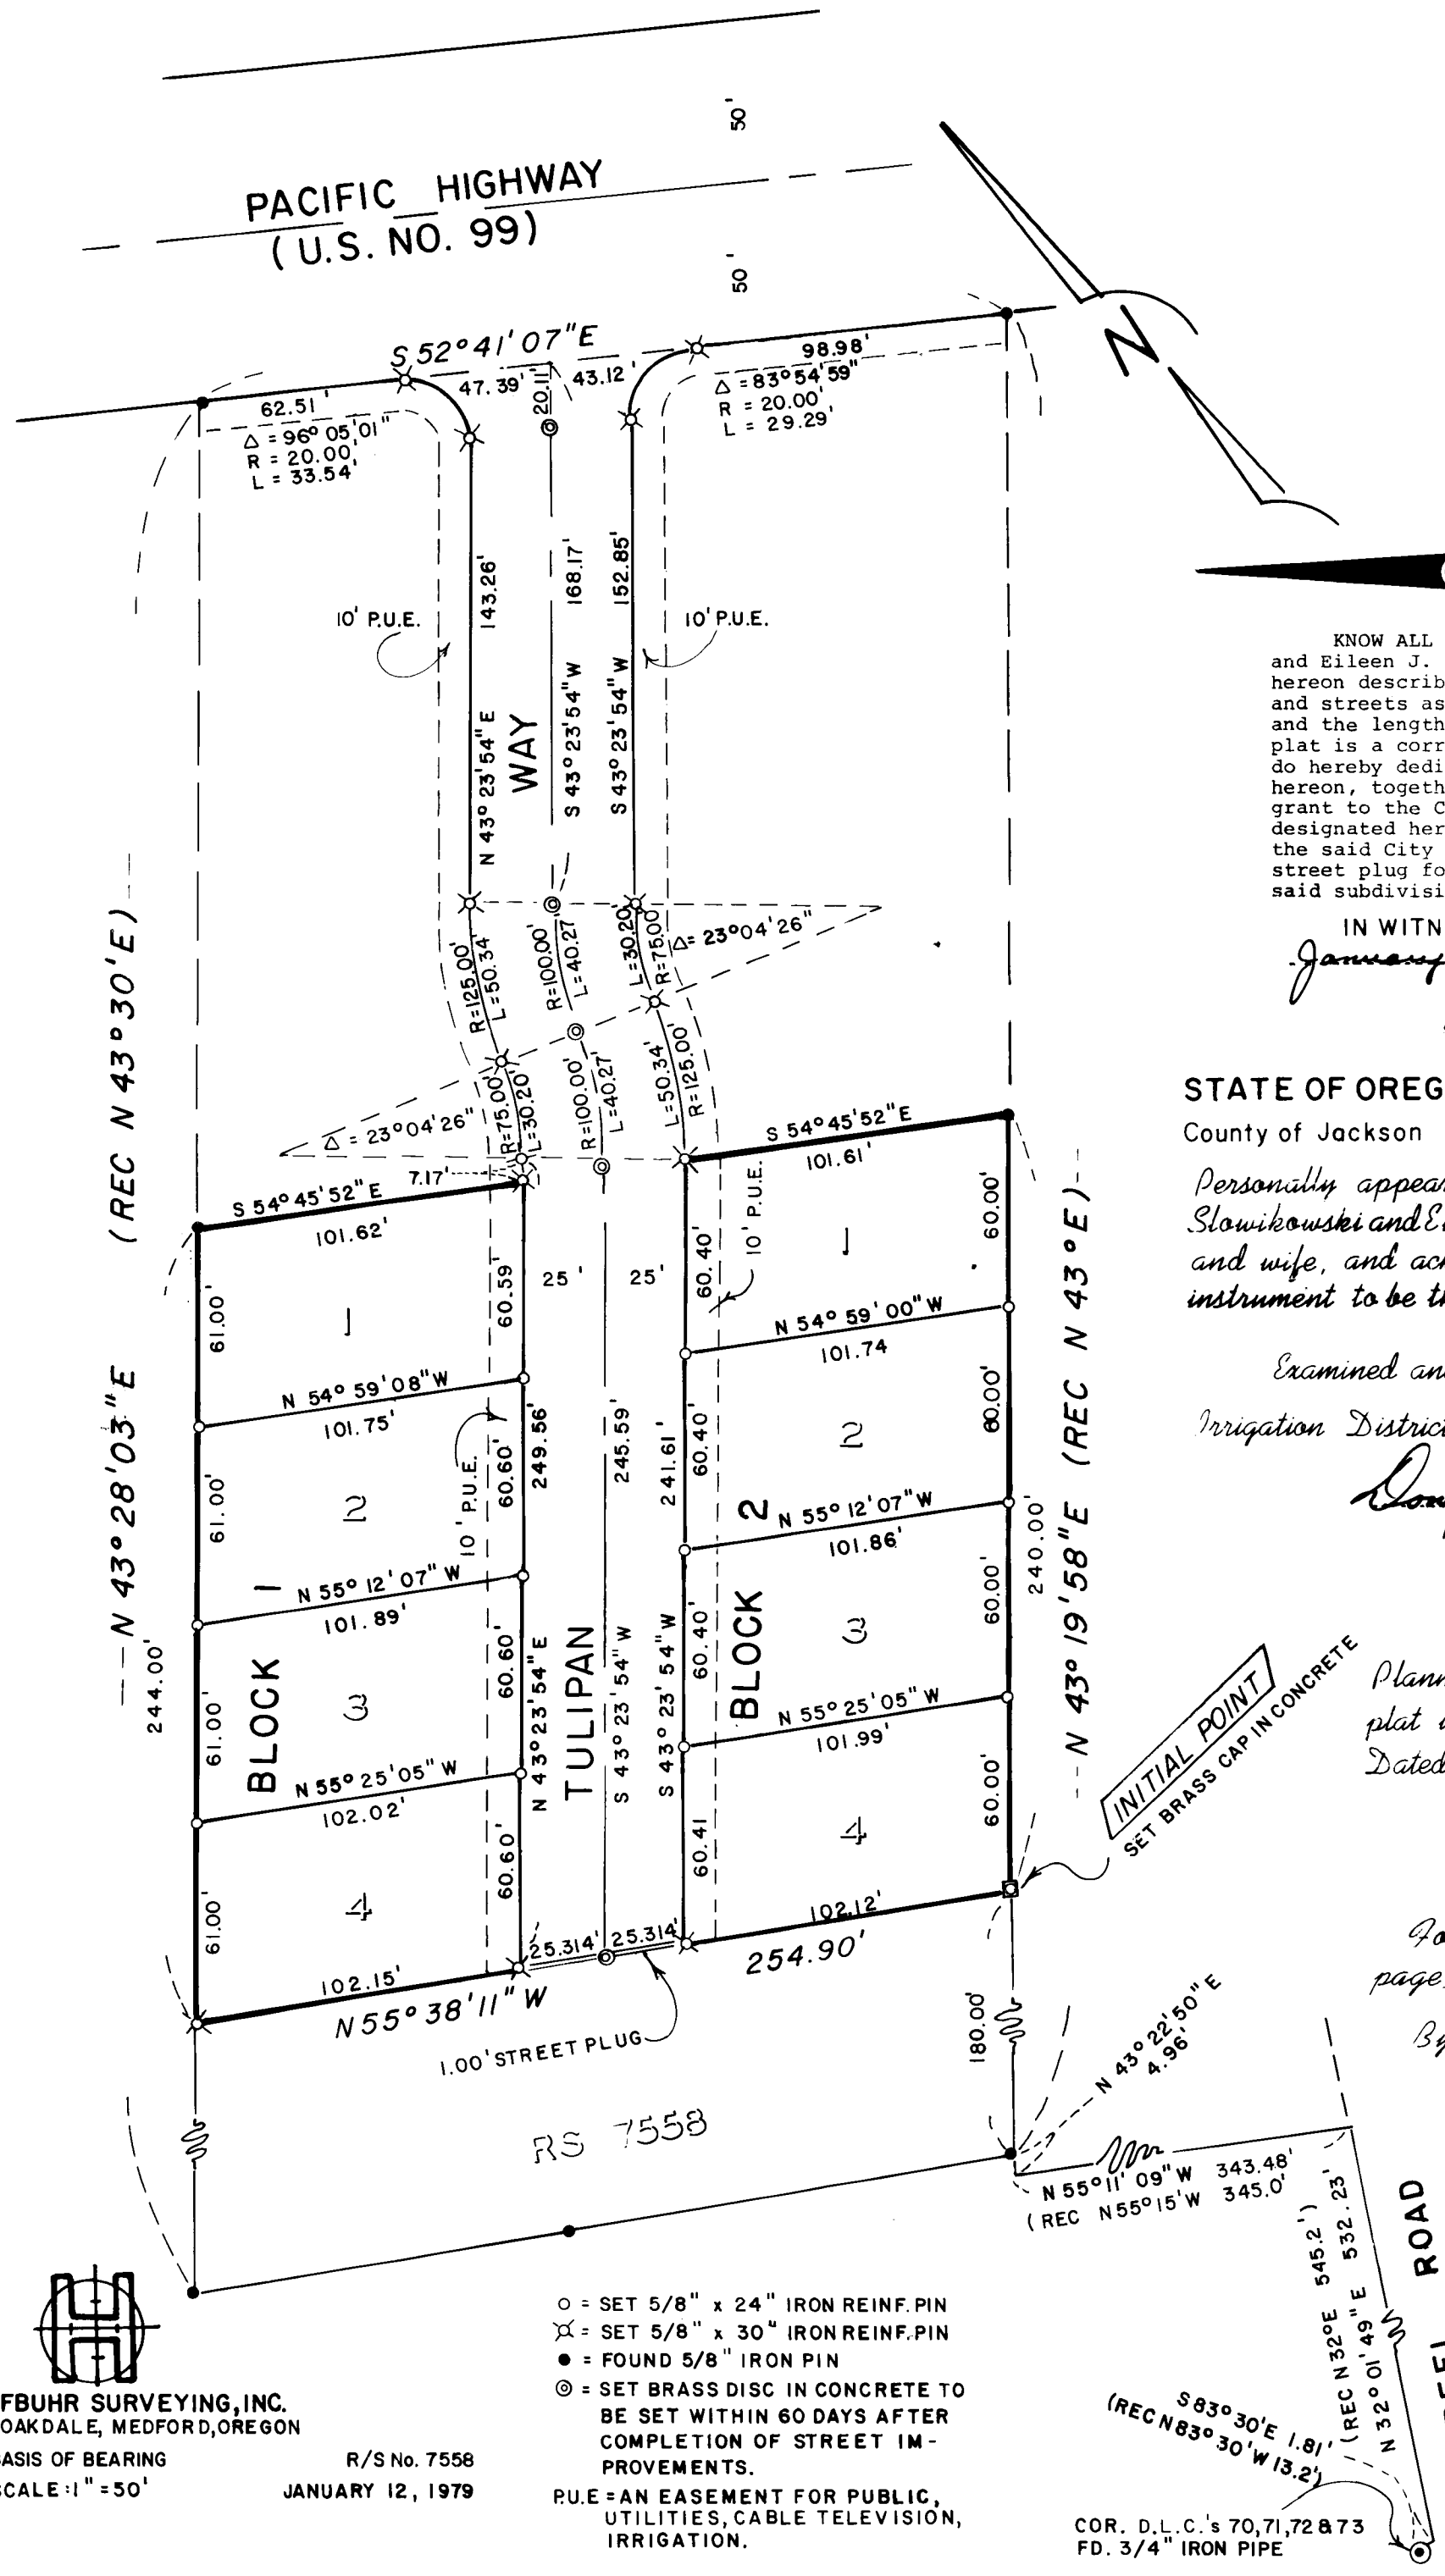 50'
PACIFIC HIGHWAY
( U.S. NO. 99)
50'
N
S 52°41'07"E
62.51'
47.39'
20.11'
43.12'
98.98'
Δ = 96° 05' 01"
R = 20.00'
L = 33.54'
Δ = 83°54'59"
R = 20.00'
L = 29.29'
10' P.U.E.
143.26'
168.17'
152.85'
10' P.U.E.
N 43° 23'54" E
WAY
S 43° 23'54" W
S 43° 23' 54" W
R=125.00'
L=50.34'
R=100.00'
L=40.27'
L=30.20'
R=75.00'
Δ= 23°04'26"
Δ = 23°04'26"
R=75.00'
L=30.20'
R=100.00'
L=40.27'
L=50.34'
R=125.00'
N 43° 28'03"E (REC N 43°30'E)
244.00'
S 54°45'52"E
101.62'
7.17'
S 54°45'52"E
101.61'
10' P.U.E.
25' 25'
61.00'
1
60.59'
60.40'
1
60.00'
N 54° 59'08" W
101.75'
N 54° 59' 00" W
101.74
61.00'
2
60.60'
249.56'
245.59'
241.61'
60.40'
2
60.00'
10' P.U.E.
N 55° 12' 07" W
101.89'
N 55° 12'07" W
101.86'
BLOCK 1
BLOCK 2
61.00'
3
60.60'
N 43°23'54"E
TULIPAN
S 43° 23'54"W
S 43° 23' 54" W
60.40'
3
60.00'
240.00'
N 43° 19'58"E (REC N 43°E)
N 55° 25'05" W
102.02'
N 55° 25'05" W
101.99'
61.00'
4
60.60'
60.41
4
60.00'
INITIAL POINT
SET BRASS CAP IN CONCRETE
102.15'
25.314'
25.314'
102.12'
N 55° 38'11" W
254.90'
1.00' STREET PLUG
180.00'
N 43° 22'50" E
4.96'
RS 7558
N 55° 11' 09" W 343.48'
( REC N 55° 15' W 345.0'
(REC N 32°E 545.2')
N 32° 01'49" E 532.23'
ROAD
S 83° 30'E 1.81'
(REC N 83° 30' W 13.2')
COR. D.L.C.'s 70,71,72 & 73
FD. 3/4" IRON PIPE
KNOW ALL
and Eileen J.
hereon describ
and streets as
and the length
plat is a corr
do hereby dedi
hereon, togeth
grant to the C
designated her
the said City
street plug fo
said subdivisi
IN WITN
January
STATE OF OREG
County of Jackson
Personally appear
Slowikowski and E
and wife, and ack
instrument to be th
Examined and
Irrigation District
Don
Plann
plat
Dated
page
By
FBUHR SURVEYING, INC.
OAKDALE, MEDFORD, OREGON
BASIS OF BEARING R/S No. 7558
SCALE : 1" = 50' JANUARY 12, 1979
○ = SET 5/8" x 24" IRON REINF. PIN
= SET 5/8" x 30" IRON REINF. PIN
● = FOUND 5/8" IRON PIN
◎ = SET BRASS DISC IN CONCRETE TO
BE SET WITHIN 60 DAYS AFTER
COMPLETION OF STREET IM-
PROVEMENTS.
P.U.E = AN EASEMENT FOR PUBLIC,
UTILITIES, CABLE TELEVISION,
IRRIGATION.